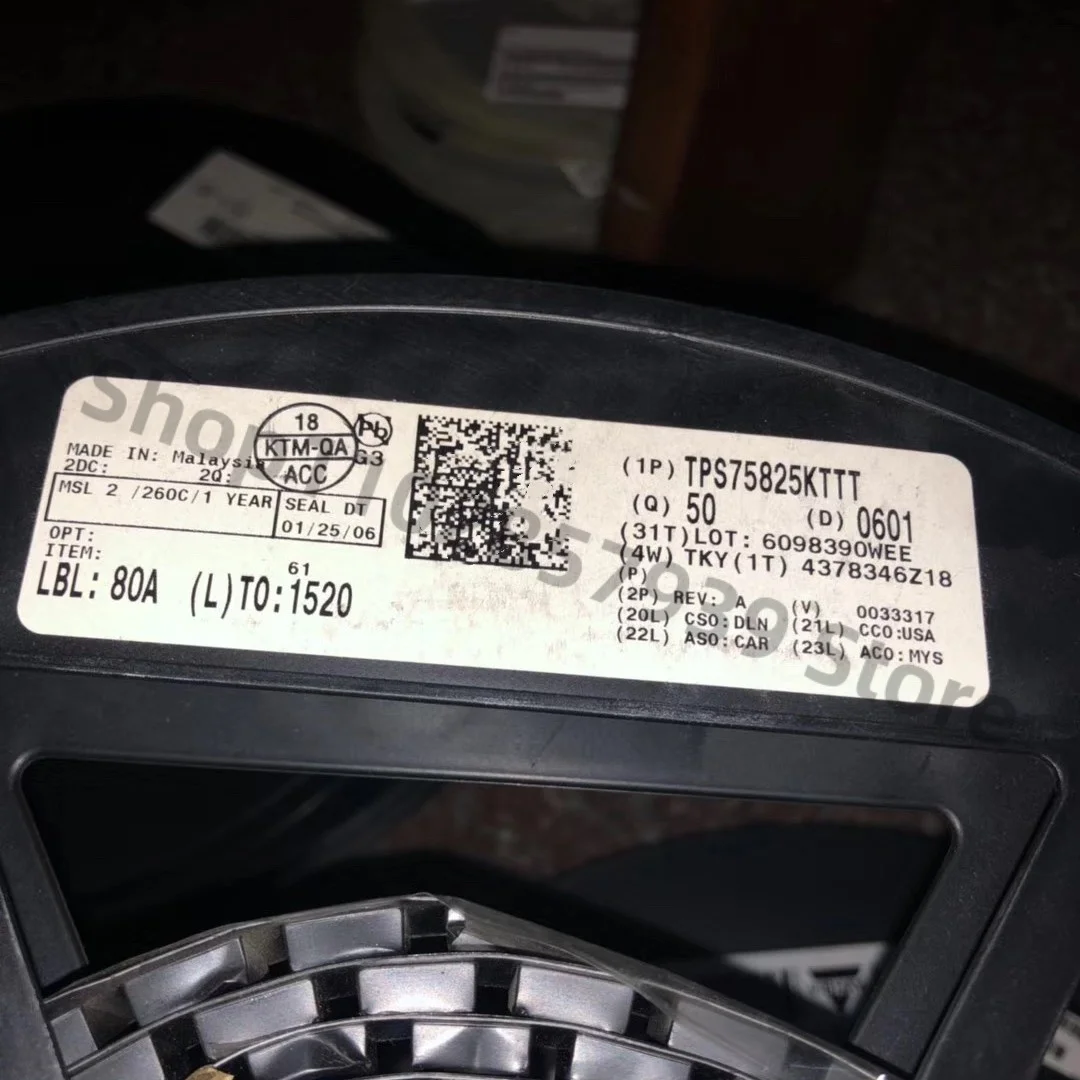 18
KTM-QA
ACC
Pb
G3
MADE IN: Malaysia
2DC: 2Q:
MSL 2 /260C/1 YEAR
SEAL DT
01/25/06
OPT:
ITEM:
61
LBL: 80A (L)TO:1520
(1P) TPS75825KTTT
(Q) 50 (D) 0601
(31T)LOT: 6098390WEE
(4W) TKY(1T) 4378346Z18
(P)
(2P) REV: A (V) 0033317
(20L) CSO:DLN (21L) CCO:USA
(22L) ASO:CAR (23L) ACO:MYS
Store